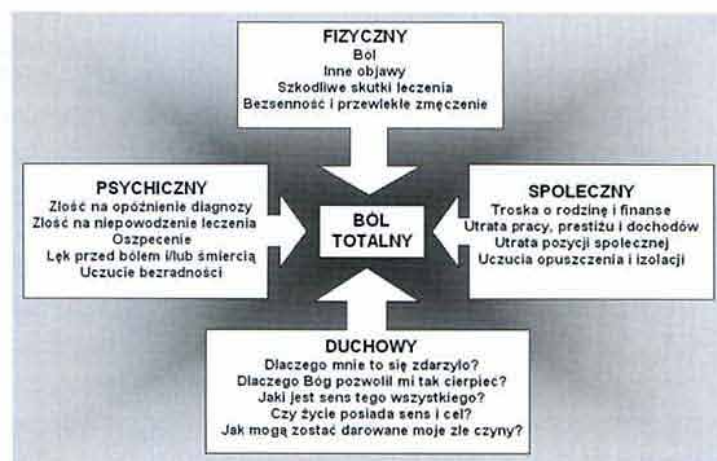 FIZYCZNY
Ból
Inne objawy
Szkodliwe skutki leczenia
Bezsenność i przewlekłe zmęczenie
PSYCHICZNY
Złość na opóźnienie diagnozy
Złość na niepowodzenie leczenia
Oszpecenie
Lęk przed bólem i/lub śmiercią
Uczucie bezradności
BÓL
TOTALNY
SPOŁECZNY
Troska o rodzinę i finanse
Utrata pracy, prestiżu i dochodów
Utrata pozycji społecznej
Uczucia opuszczenia i izolacji
DUCHOWY
Dlaczego mnie to się zdarzyło?
Dlaczego Bóg pozwolił mi tak cierpieć?
Jaki jest sens tego wszystkiego?
Czy życie posiada sens i cel?
Jak mogą zostać darowane moje złe czyny?